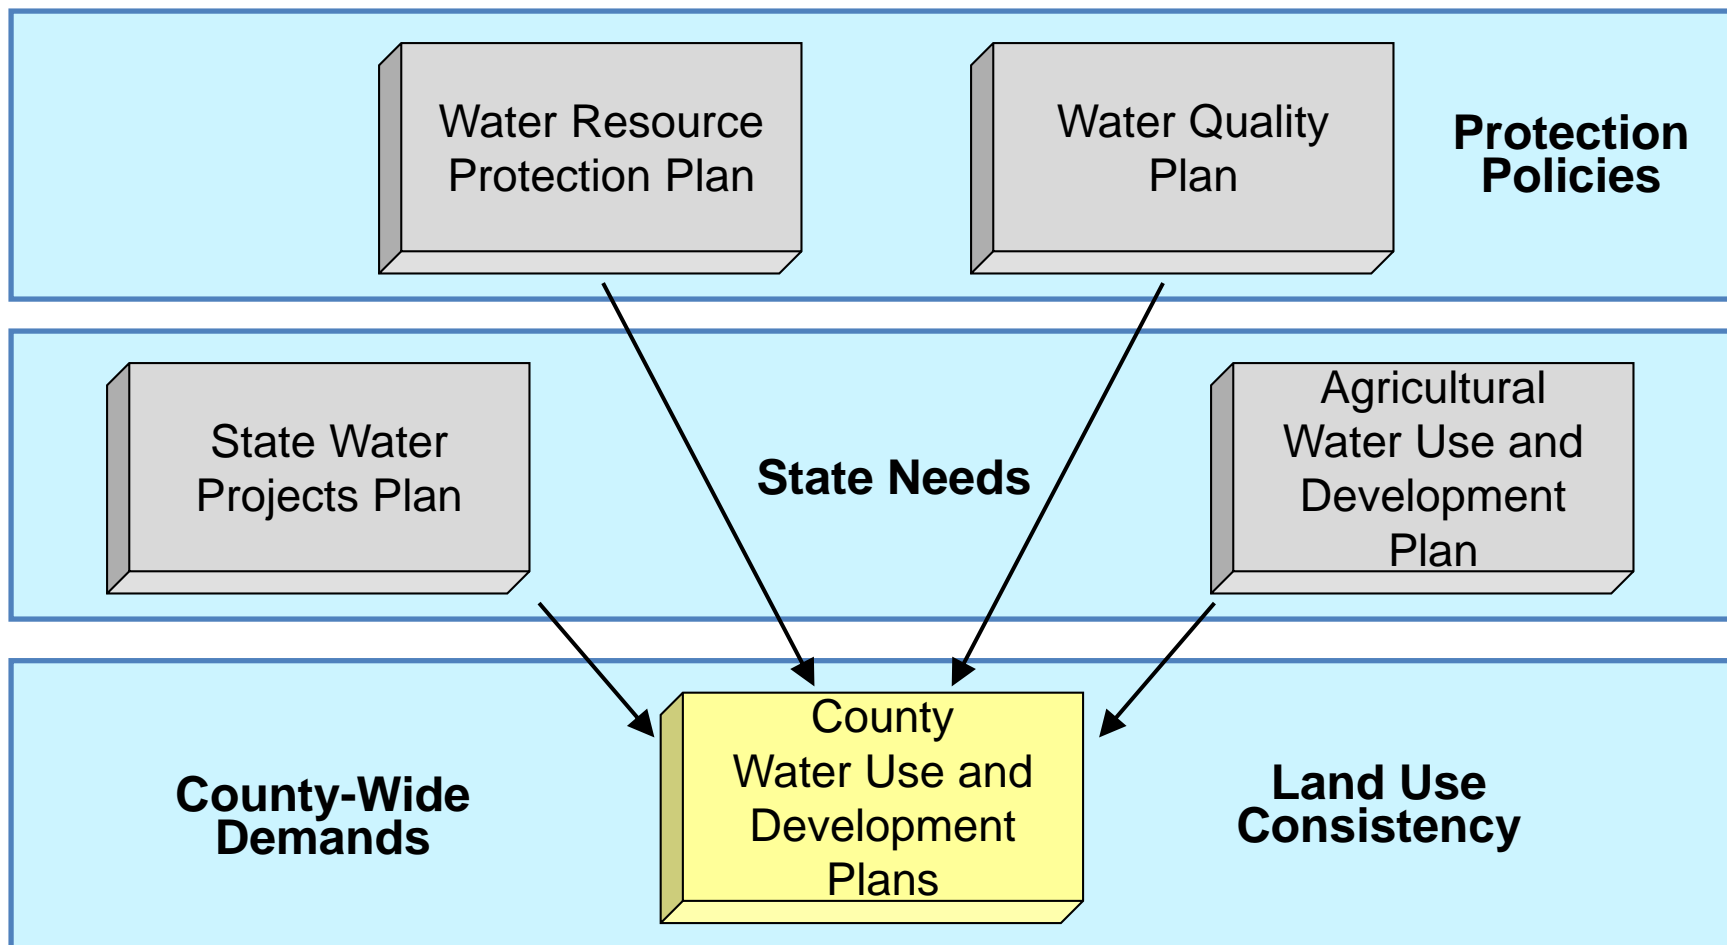 Water Resource
Protection Plan
Water Quality
Plan
Protection
Policies
State Water
Projects Plan
State Needs
Agricultural
Water Use and
Development
Plan
County-Wide
Demands
County
Water Use and
Development
Plans
Land Use
Consistency